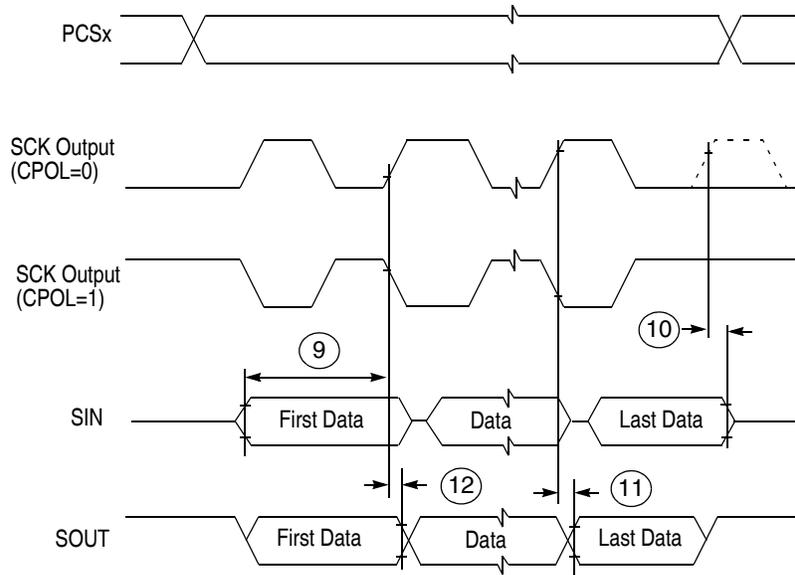 PCSx
SCK Output
(CPOL=0)
SCK Output
(CPOL=1)
10
9
SIN
First Data
Data
Last Data
12
11
SOUT
First Data
Data
Last Data